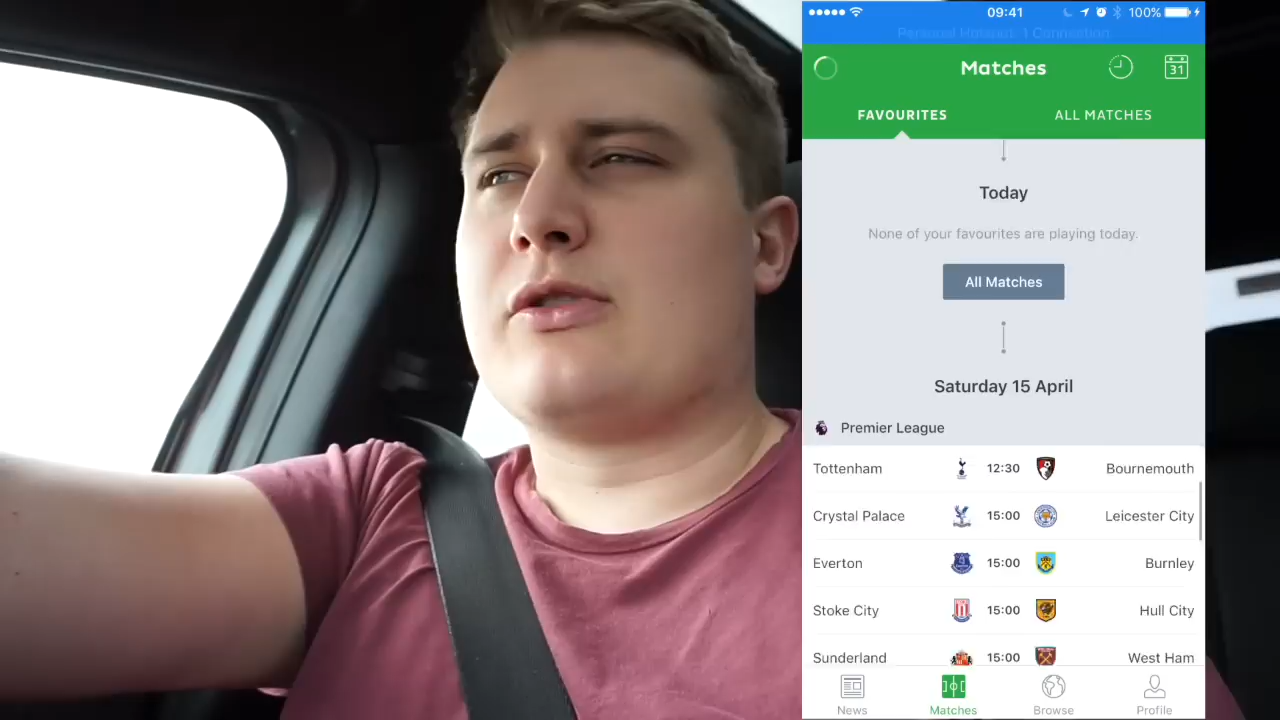 09:41
100%
Personal Hotspot: 1 Connection
Matches
31
FAVOURITES
ALL MATCHES
Today
None of your favourites are playing today.
All Matches
Saturday 15 April
Premier League
Tottenham 12:30 Bournemouth
Crystal Palace 15:00 Leicester City
Everton 15:00 Burnley
Stoke City 15:00 Hull City
Sunderland 15:00 West Ham
News
Matches
Browse
Profile